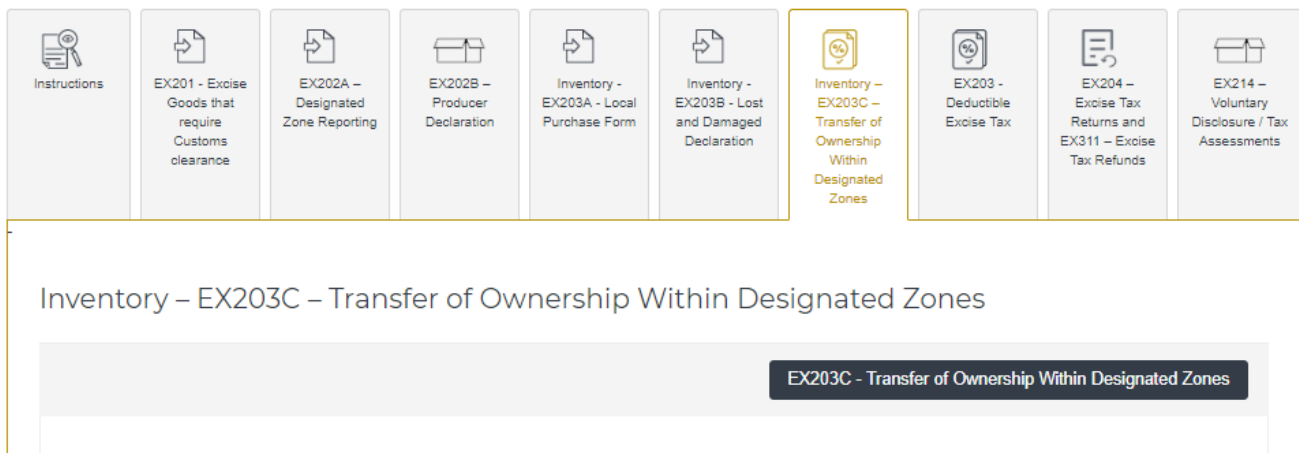 Instructions
EX201 - Excise
Goods that
require
Customs
clearance
EX202A –
Designated
Zone Reporting
EX202B –
Producer
Declaration
Inventory -
EX203A - Local
Purchase Form
Inventory -
EX203B - Lost
and Damaged
Declaration
Inventory –
EX203C –
Transfer of
Ownership
Within
Designated
Zones
EX203 -
Deductible
Excise Tax
EX204 –
Excise Tax
Returns and
EX311 – Excise
Tax Refunds
EX214 –
Voluntary
Disclosure / Tax
Assessments
Inventory – EX203C – Transfer of Ownership Within Designated Zones
EX203C - Transfer of Ownership Within Designated Zones